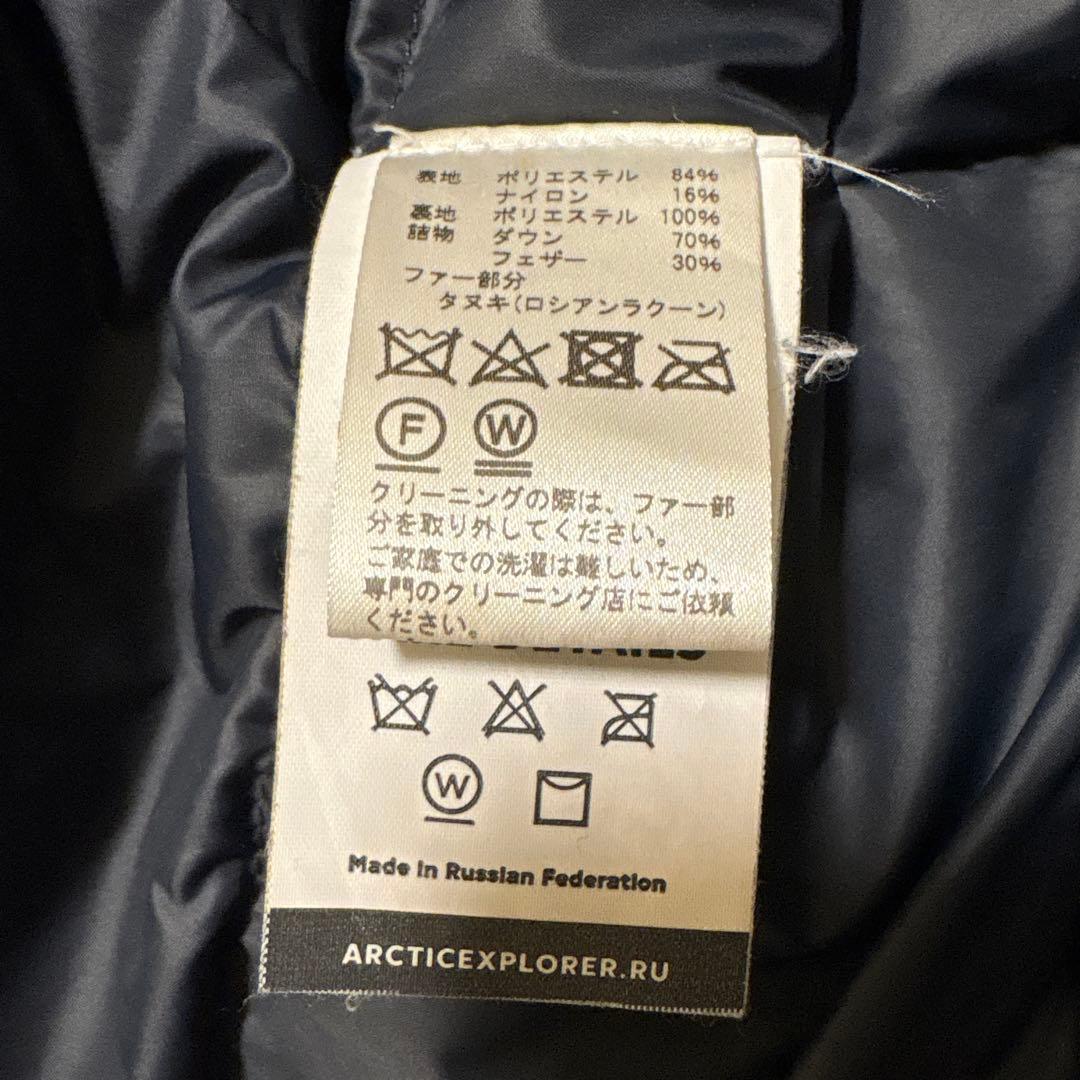 表地 ポリエステル 84%
ナイロン 16%
裏地 ポリエステル 100%
詰物 ダウン 70%
フェザー 30%
ファー部分
タヌキ(ロシアンラクーン)
F W
クリーニングの際は、ファー部
分を取り外してください。
ご家庭での洗濯は難しいため、
専門のクリーニング店にご依頼
ください。
W
Made in Russian Federation
ARCTICEXPLORER.RU